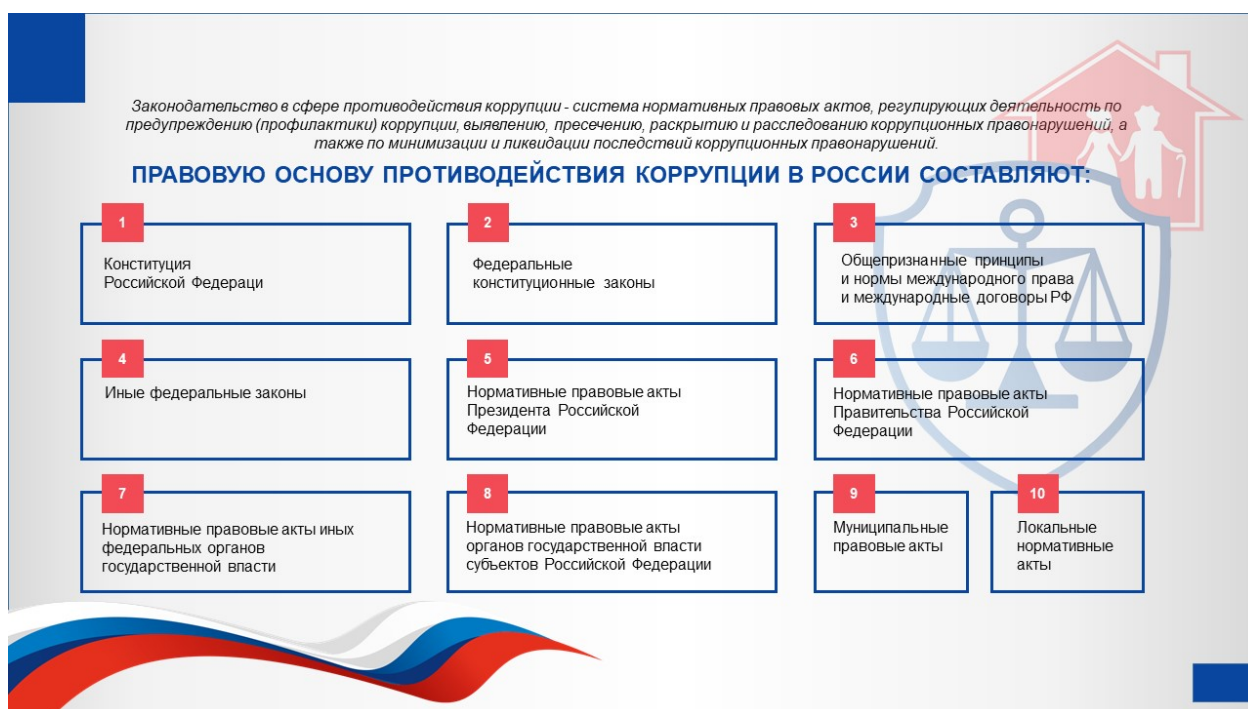 Законодательство в сфере противодействия коррупции - система нормативных правовых актов, регулирующих деятельность по
предупреждению (профилактики) коррупции, выявлению, пресечению, раскрытию и расследованию коррупционных правонарушений, а
также по минимизации и ликвидации последствий коррупционных правонарушений.
ПРАВОВУЮ ОСНОВУ ПРОТИВОДЕЙСТВИЯ КОРРУПЦИИ В РОССИИ СОСТАВЛЯЮТ:
1
Конституция
Российской Федераци
2
Федеральные
конституционные законы
3
Общепризнанные принципы
и нормы международного права
и международные договоры РФ
4
Иные федеральные законы
5
Нормативные правовые акты
Президента Российской
Федерации
6
Нормативные правовые акты
Правительства Российской
Федерации
7
Нормативные правовые акты иных
федеральных органов
государственной власти
8
Нормативные правовые акты
органов государственной власти
субъектов Российской Федерации
9
Муниципальные
правовые акты
10
Локальные
нормативные
акты